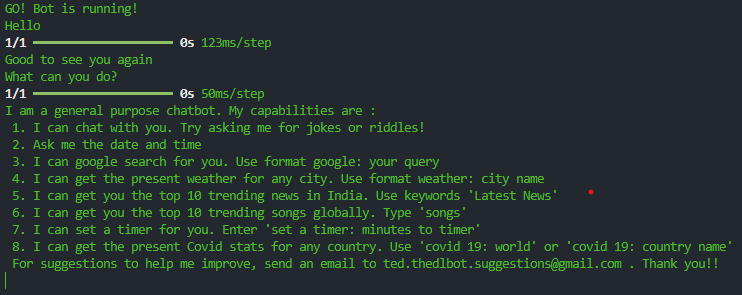 GO! Bot is running!
Hello
1/1 ━━━━━━━━━━━━━━━━━━━━ 0s 123ms/step
Good to see you again
What can you do?
1/1 ━━━━━━━━━━━━━━━━━━━━ 0s 50ms/step
I am a general purpose chatbot. My capabilities are :
1. I can chat with you. Try asking me for jokes or riddles!
2. Ask me the date and time
3. I can google search for you. Use format google: your query
4. I can get the present weather for any city. Use format weather: city name
5. I can get you the top 10 trending news in India. Use keywords 'Latest News'
6. I can get you the top 10 trending songs globally. Type 'songs'
7. I can set a timer for you. Enter 'set a timer: minutes to timer'
8. I can get the present Covid stats for any country. Use 'covid 19: world' or 'covid 19: country name'
For suggestions to help me improve, send an email to ted.thedlbot.suggestions@gmail.com . Thank you!!